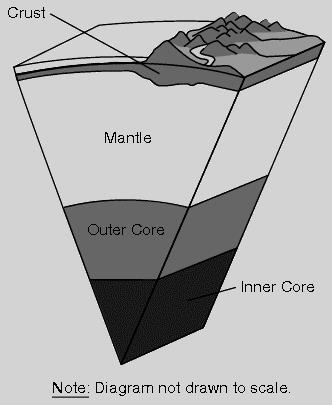 Crust
Mantle
Outer Core
Inner Core
Note: Diagram not drawn to scale.